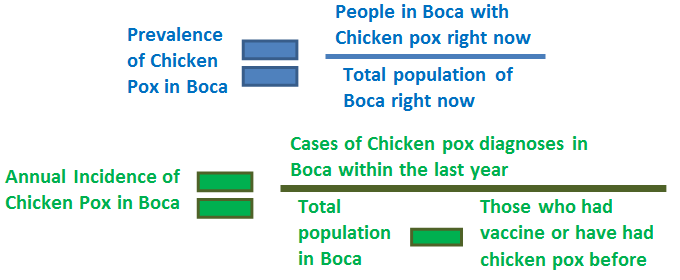 Prevalence
of Chicken
Pox in Boca
People in Boca with
Chicken pox right now
Total population of
Boca right now
Annual Incidence of
Chicken Pox in Boca
Cases of Chicken pox diagnoses in
Boca within the last year
Total
population
in Boca
Those who had
vaccine or have had
chicken pox before